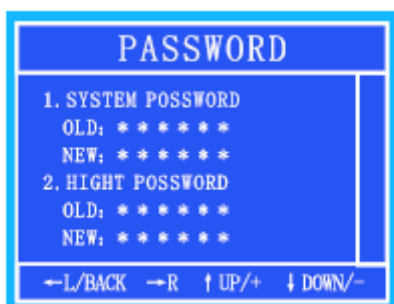 PASSWORD
1. SYSTEM POSSWORD
OLD: * * * * * *
NEW: * * * * * *
2. HIGHT POSSWORD
OLD: * * * * * *
NEW: * * * * * *
←L/BACK →R ↑UP/+ ↓DOWN/-